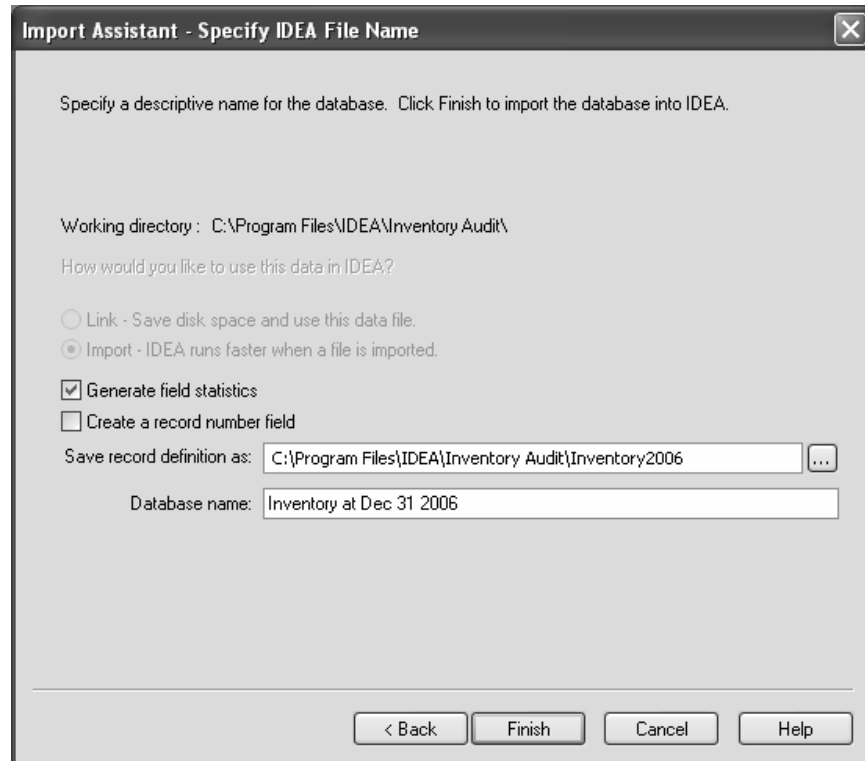 Import Assistant - Specify IDEA File Name
Specify a descriptive name for the database. Click Finish to import the database into IDEA.
Working directory : C:\Program Files\IDEA\Inventory Audit\
How would you like to use this data in IDEA?
Link - Save disk space and use this data file.
Import - IDEA runs faster when a file is imported.
Generate field statistics
Create a record number field
Save record definition as: C:\Program Files\IDEA\Inventory Audit\Inventory2006 ...
Database name: Inventory at Dec 31 2006
< Back Finish Cancel Help